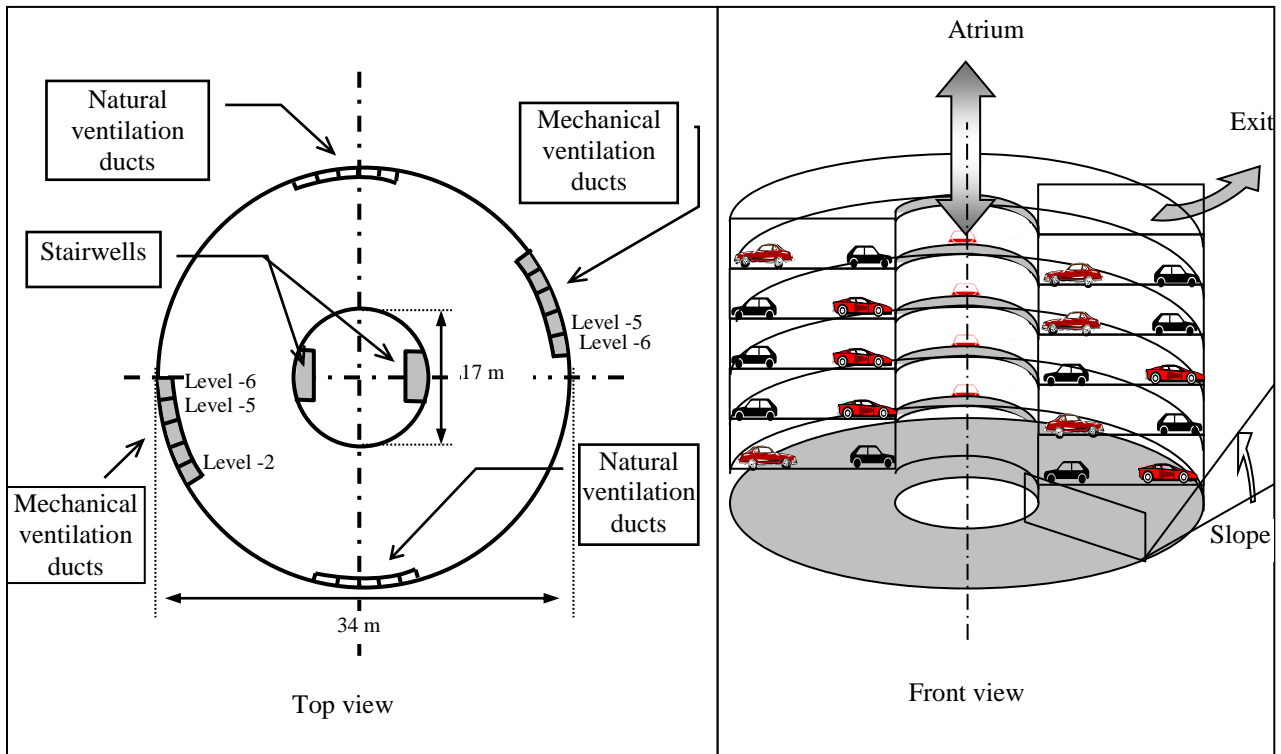 Natural
ventilation
ducts
Mechanical
ventilation
ducts
Stairwells
Level -5
Level -6
17 m
Level -6
Level -5
Level -2
Mechanical
ventilation
ducts
Natural
ventilation
ducts
34 m
Top view
Atrium
Exit
Slope
Front view